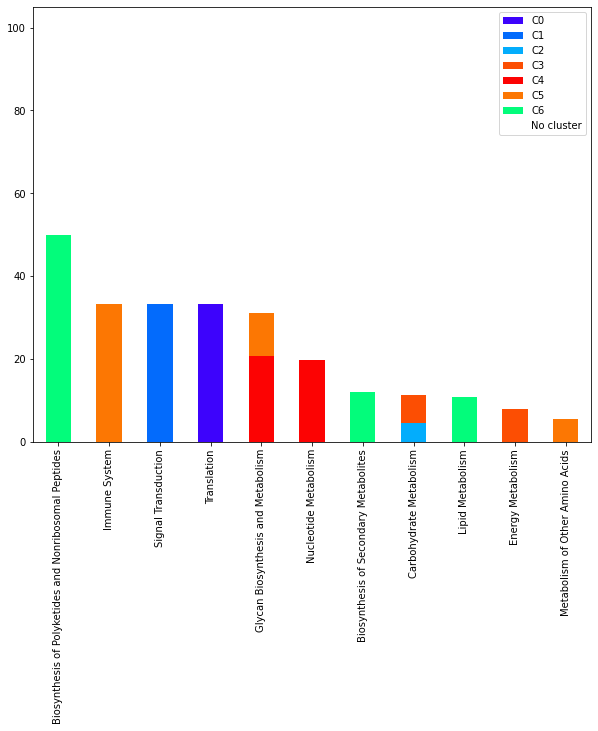 100
80
60
40
20
0
C0
C1
C2
C3
C4
C5
C6
No cluster
Biosynthesis of Polyketides and Nonribosomal Peptides
Immune System
Signal Transduction
Translation
Glycan Biosynthesis and Metabolism
Nucleotide Metabolism
Biosynthesis of Secondary Metabolites
Carbohydrate Metabolism
Lipid Metabolism
Energy Metabolism
Metabolism of Other Amino Acids